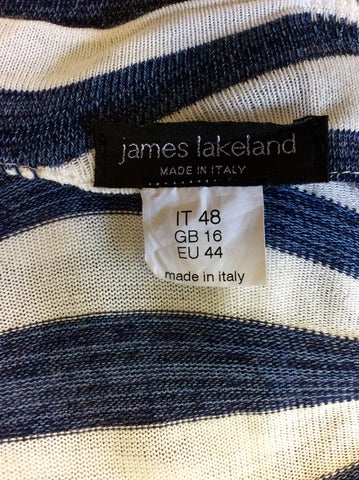 james lakeland
MADE IN ITALY
IT 48
GB 16
EU 44
made in italy